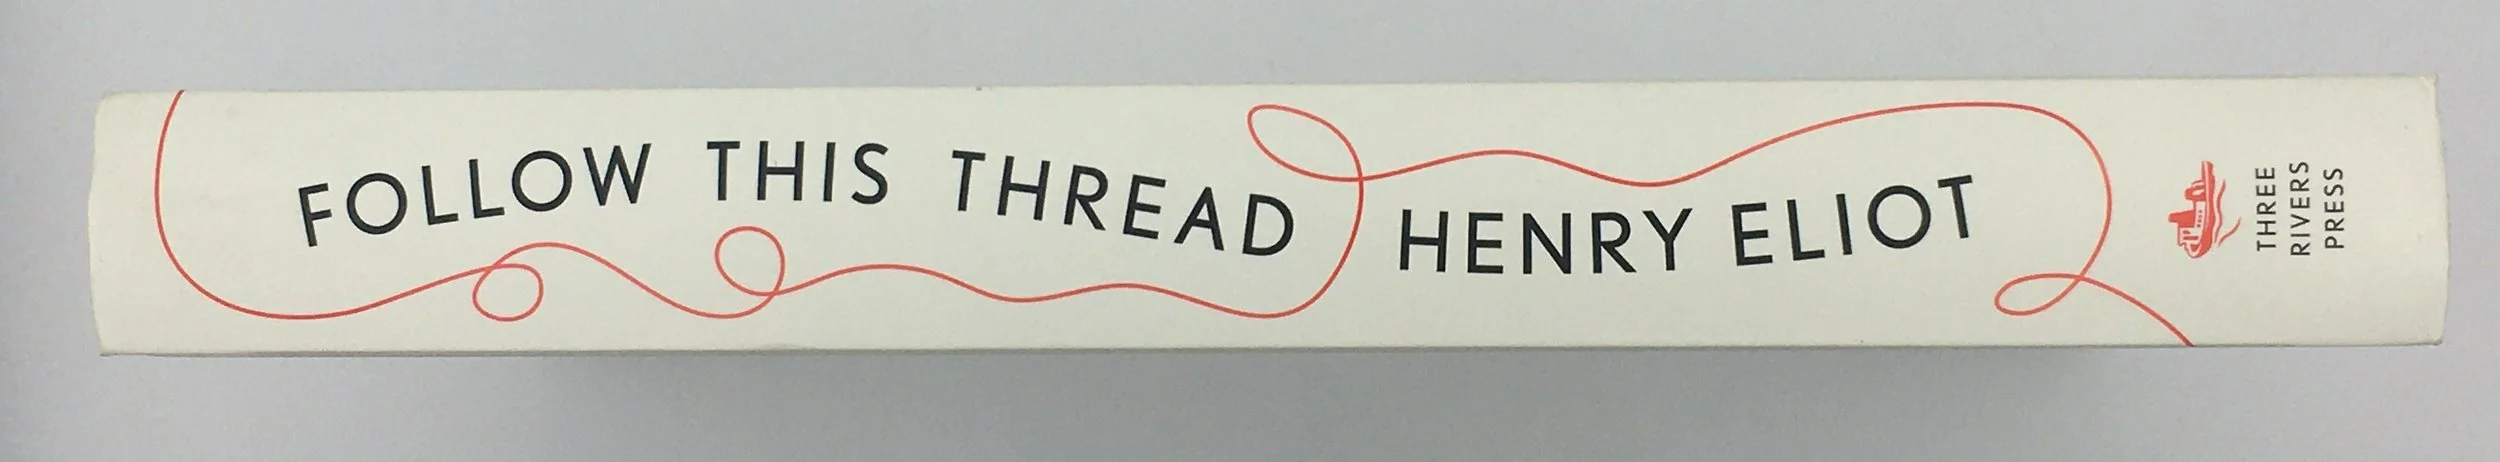 FOLLOW THIS THREAD HENRY ELIOT
THREE
RIVERS
PRESS